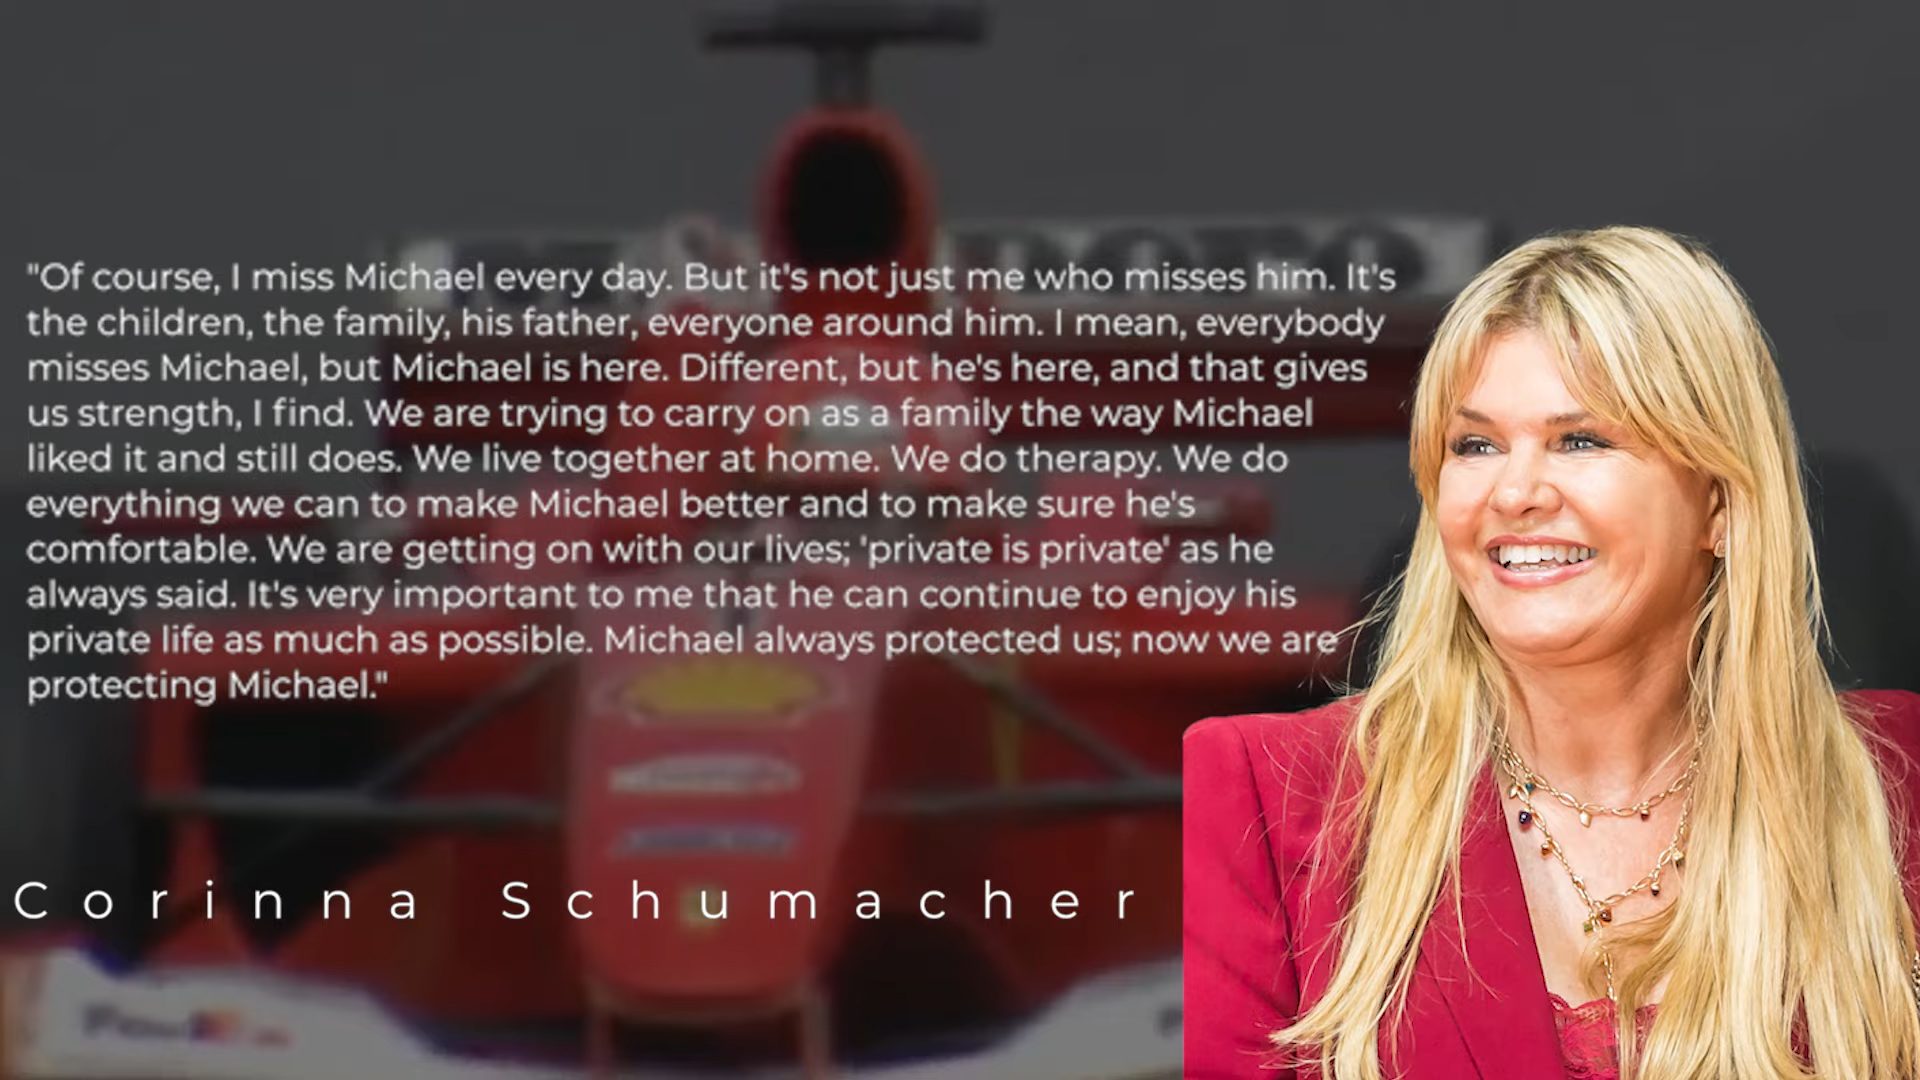 "Of course, I miss Michael every day. But it's not just me who misses him. It's
the children, the family, his father, everyone around him. I mean, everybody
misses Michael, but Michael is here. Different, but he's here, and that gives
us strength, I find. We are trying to carry on as a family the way Michael
liked it and still does. We live together at home. We do therapy. We do
everything we can to make Michael better and to make sure he's
comfortable. We are getting on with our lives; 'private is private' as he
always said. It's very important to me that he can continue to enjoy his
private life as much as possible. Michael always protected us; now we are
protecting Michael."
Corinna Schumacher